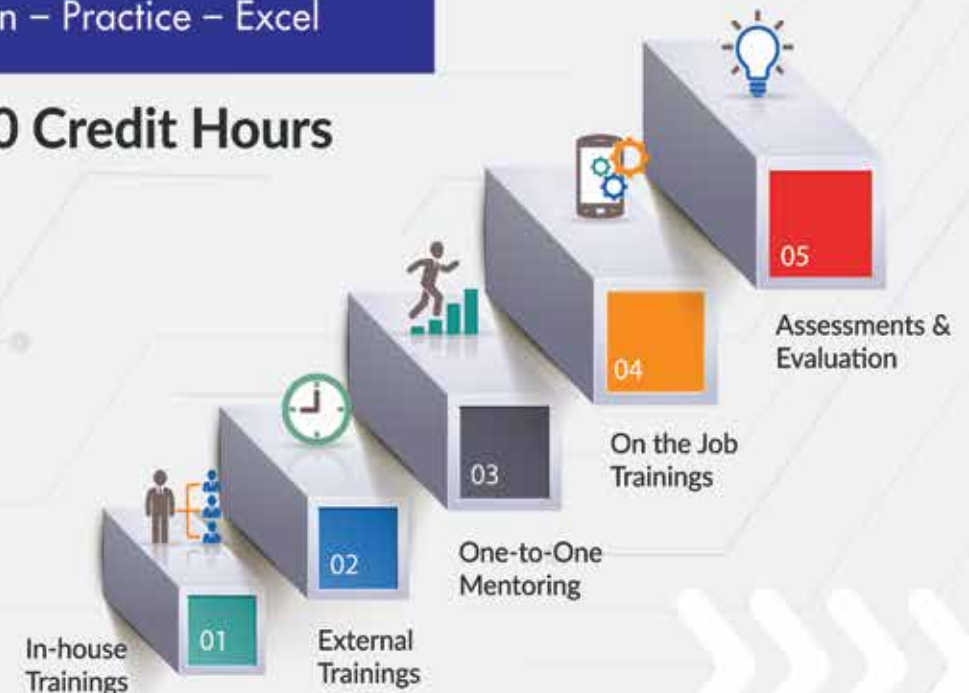 n – Practice – Excel
0 Credit Hours
05
Assessments &
Evaluation
04
On the Job
Trainings
03
One-to-One
Mentoring
02
External
Trainings
01
In-house
Trainings